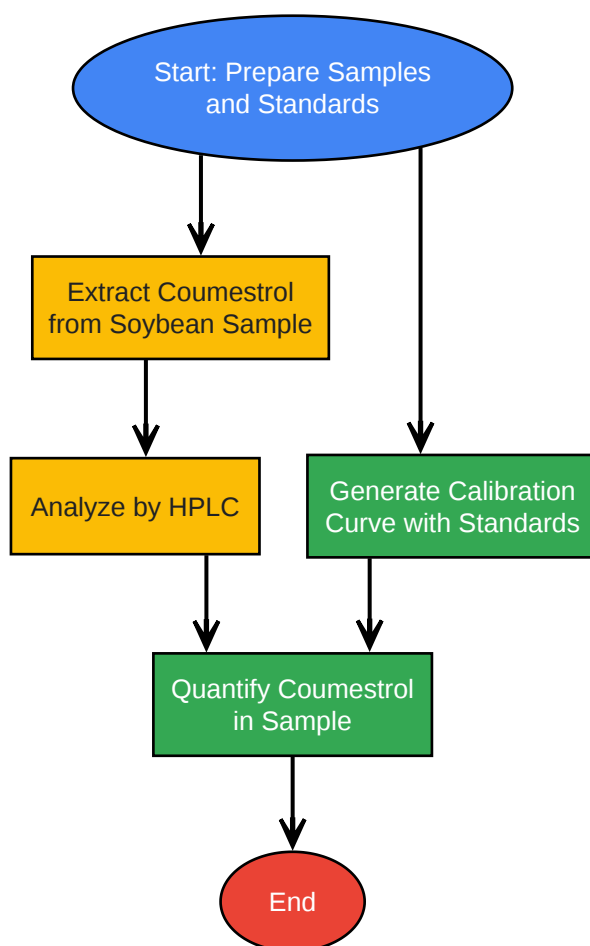 Start: Prepare Samples
and Standards
Extract Coumestrol
from Soybean Sample
Analyze by HPLC
Generate Calibration
Curve with Standards
Quantify Coumestrol
in Sample
End